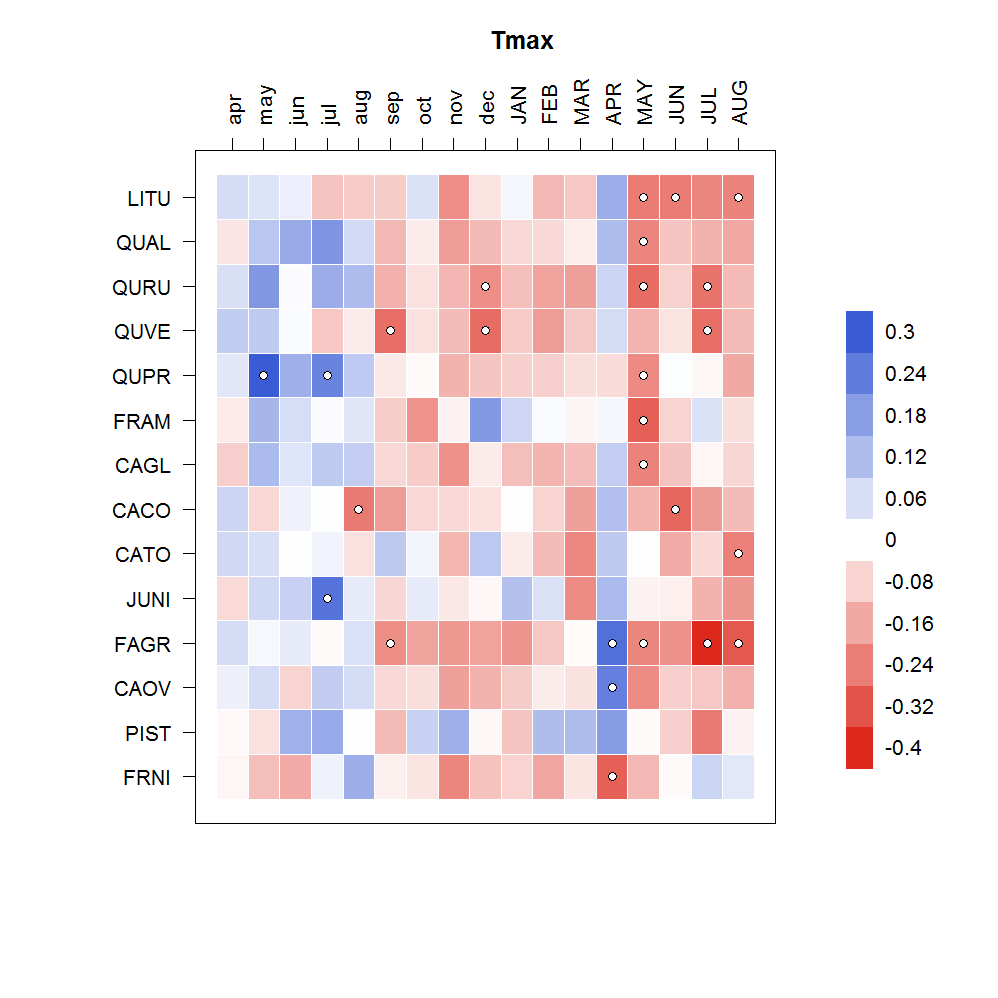 Tmax
apr may jun jul aug sep oct nov dec JAN FEB MAR APR MAY JUN JUL AUG
LITU
QUAL
QURU
QUVE
QUPR
FRAM
CAGL
CACO
CATO
JUNI
FAGR
CAOV
PIST
FRNI
0.3
0.24
0.18
0.12
0.06
0
-0.08
-0.16
-0.24
-0.32
-0.4